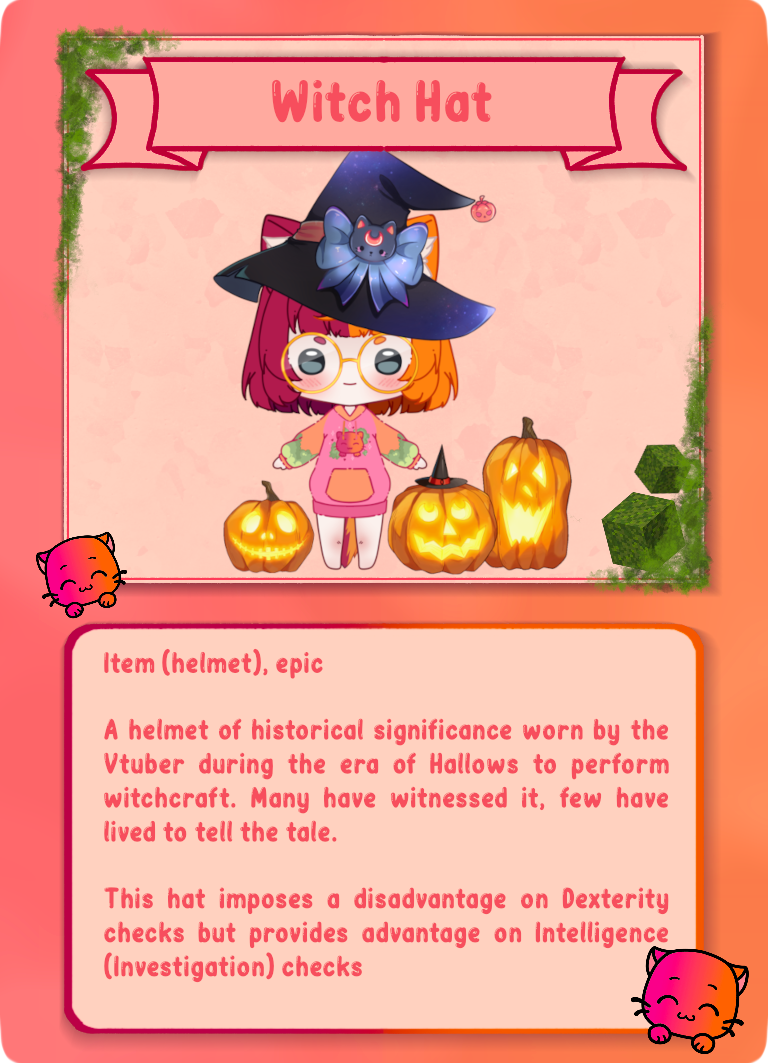 Witch Hat
Item (helmet), epic
A helmet of historical significance worn by the
Vtuber during the era of Hallows to perform
witchcraft. Many have witnessed it, few have
lived to tell the tale.
This hat imposes a disadvantage on Dexterity
checks but provides advantage on Intelligence
(Investigation) checks